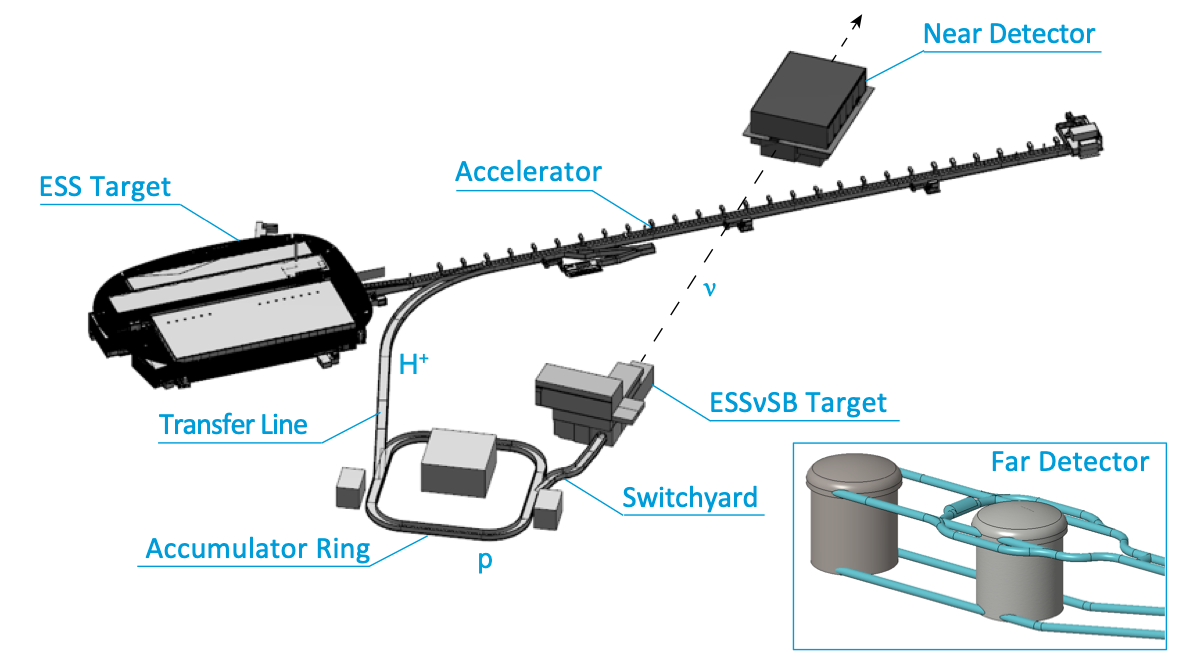 Near Detector
Accelerator
ESS Target
ν
H⁺
ESSνSB Target
Transfer Line
Far Detector
Switchyard
Accumulator Ring
p